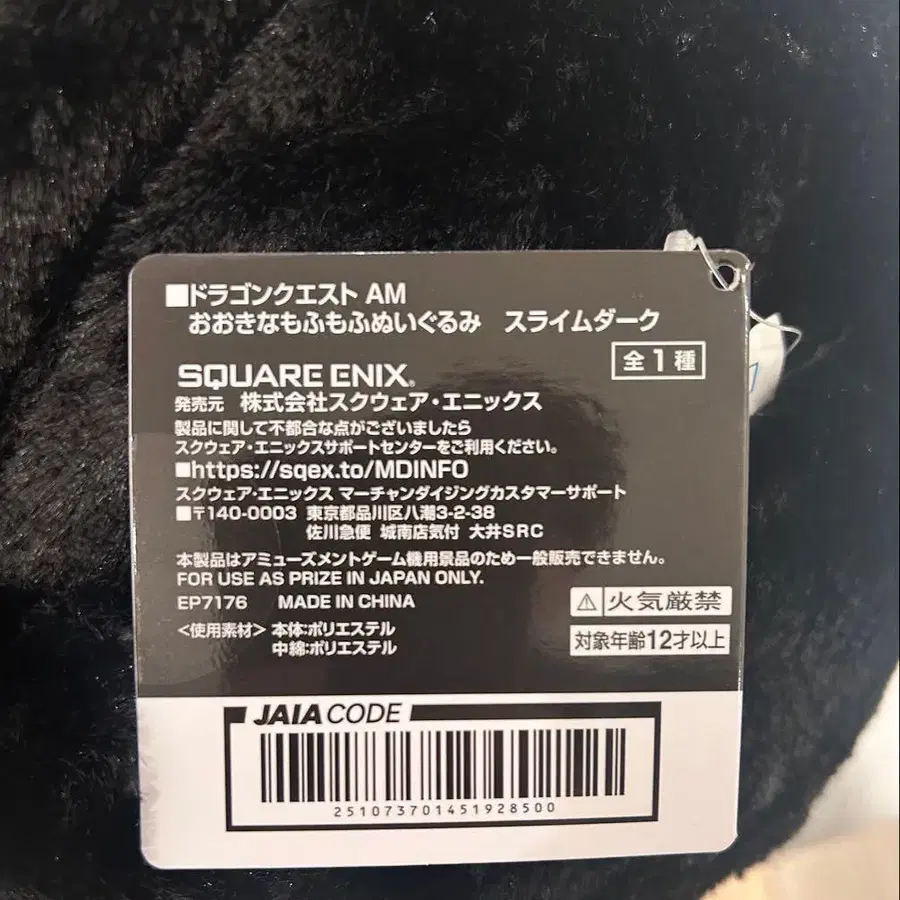 ■ドラゴンクエスト AM
おおきなもふもふぬいぐるみ スライムダーク
全1種
SQUARE ENIX®
発売元 株式会社スクウェア・エニックス
製品に関して不都合な点がございましたら
スクウェア・エニックスサポートセンターをご利用ください。
■https://sqex.to/MDINFO
スクウェア・エニックス マーチャンダイジングカスタマーサポート
■〒140-0003 東京都品川区八潮3-2-38
佐川急便 城南店気付 大井SRC
本製品はアミューズメントゲーム機用景品のため一般販売できません。
FOR USE AS PRIZE IN JAPAN ONLY.
EP7176 MADE IN CHINA
⚠火気厳禁
<使用素材> 本体:ポリエステル
中綿:ポリエステル
対象年齢12才以上
JAIA CODE
251073701451928500